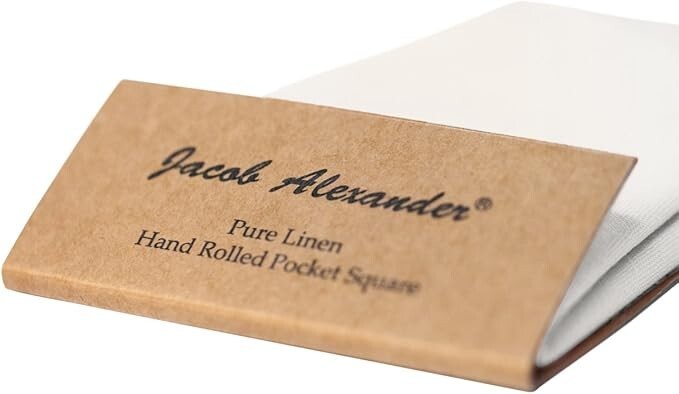 Jacob Alexander®
Pure Linen
Hand Rolled Pocket Square